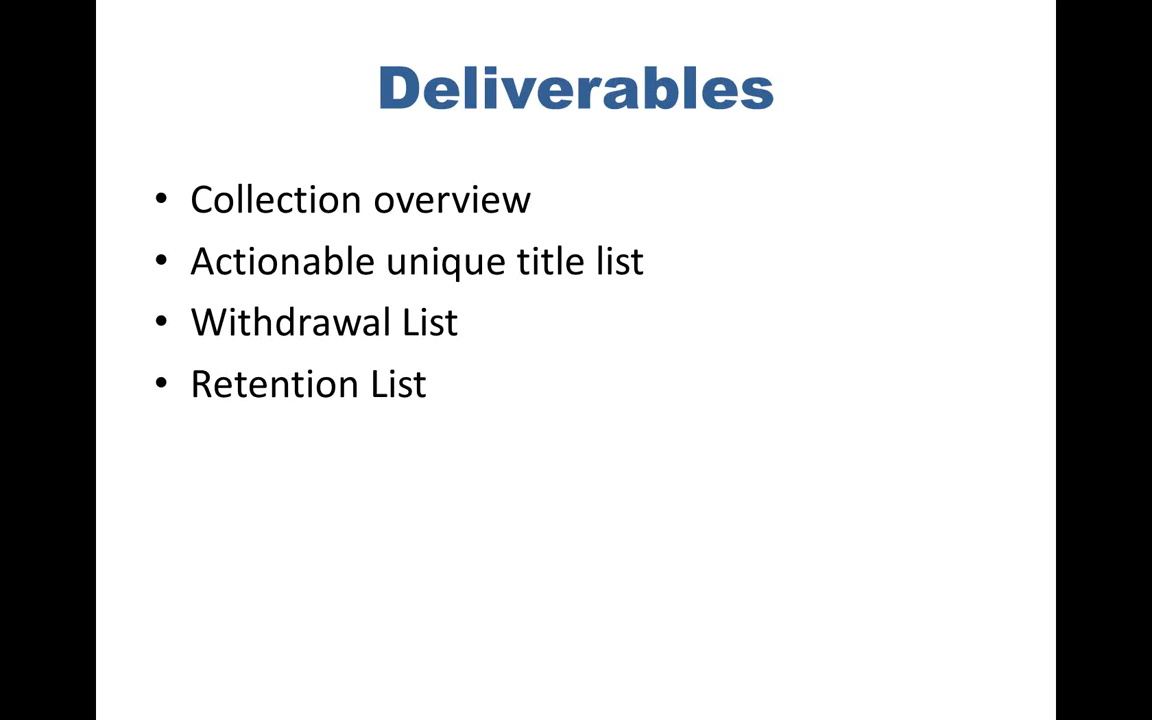 Deliverables
• Collection overview
• Actionable unique title list
• Withdrawal List
• Retention List